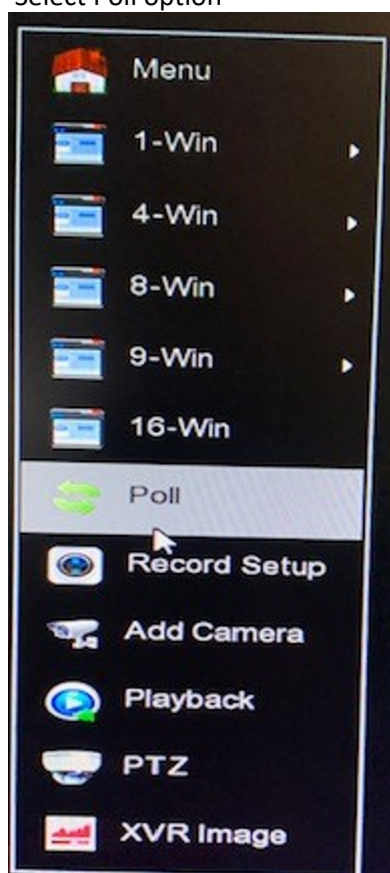 Select Poll option
Menu
1-Win
4-Win
8-Win
9-Win
16-Win
Poll
Record Setup
Add Camera
Playback
PTZ
XVR Image